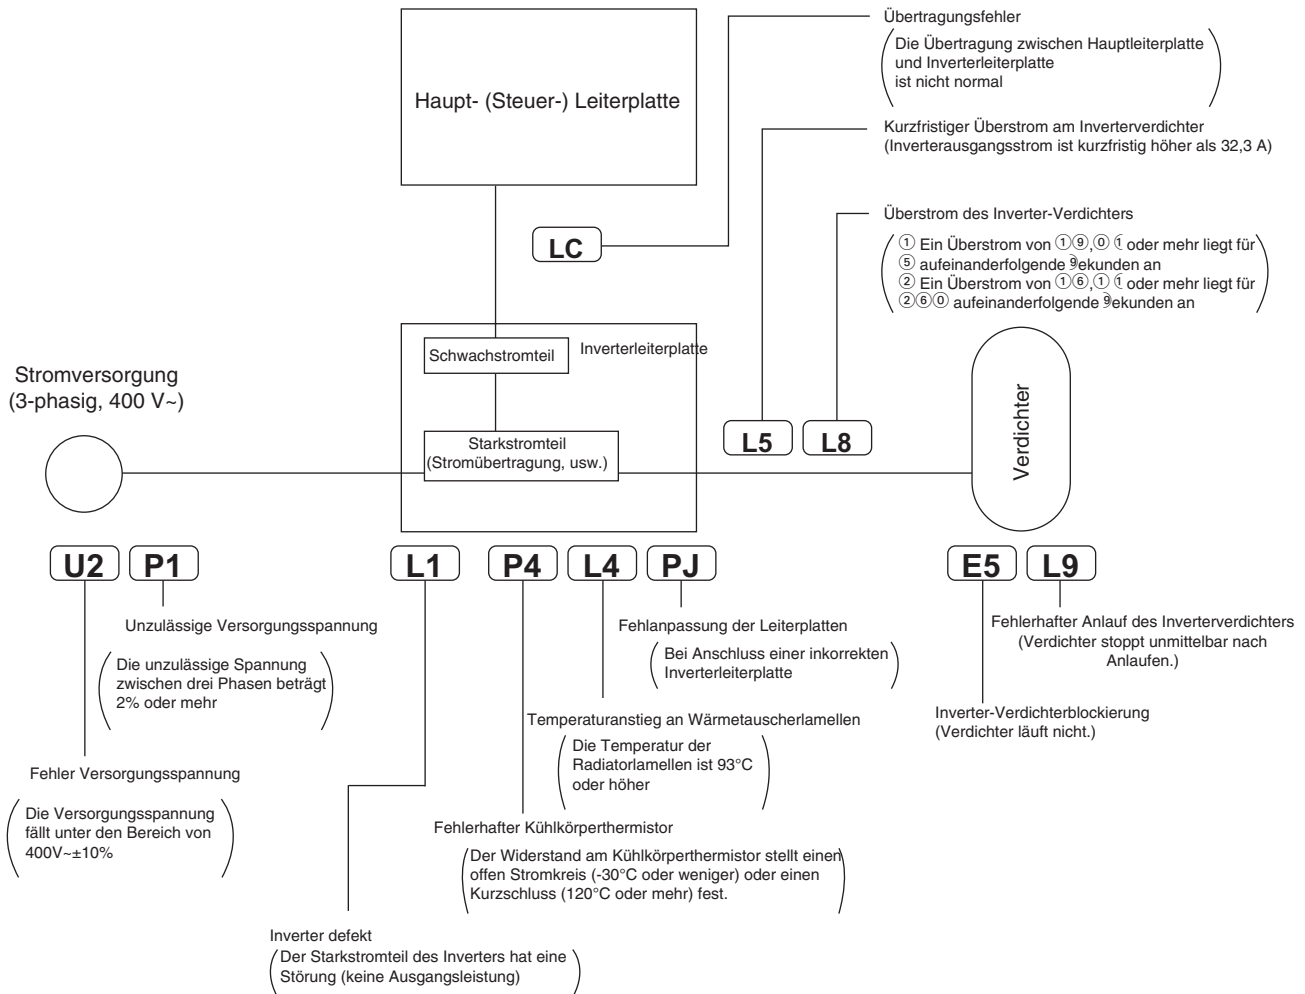 Übertragungsfehler
Die Übertragung zwischen Hauptleiterplatte
und Inverterleiterplatte
ist nicht normal
Haupt- (Steuer-) Leiterplatte
Kurzfristiger Überstrom am Inverterverdichter
(Inverterausgangsstrom ist kurzfristig höher als 32,3 A)
Überstrom des Inverter-Verdichters
LC
① Ein Überstrom von ①⑨,⓪ oder mehr liegt für
⑤ aufeinanderfolgende ⑨ekunden an
② Ein Überstrom von ①⑥,① oder mehr liegt für
②⑥⓪ aufeinanderfolgende ⑨ekunden an
Schwachstromteil
Inverterleiterplatte
Stromversorgung
(3-phasig, 400 V~)
Starkstromteil
(Stromübertragung, usw.)
L5
L8
Verdichter
U2
P1
L1
P4
L4
PJ
E5
L9
Unzulässige Versorgungsspannung
Die unzulässige Spannung
zwischen drei Phasen beträgt
2% oder mehr
Fehlanpassung der Leiterplatten
Bei Anschluss einer inkorrekten
Inverterleiterplatte
Fehlerhafter Anlauf des Inverterverdichters
(Verdichter stoppt unmittelbar nach
Anlaufen.)
Temperaturanstieg an Wärmetauscherlamellen
Die Temperatur der
Radiatorlamellen ist 93°C
oder höher
Inverter-Verdichterblockierung
(Verdichter läuft nicht.)
Fehler Versorgungsspannung
Die Versorgungsspannung
fällt unter den Bereich von
400V~±10%
Fehlerhafter Kühlkörperthermistor
Der Widerstand am Kühlkörperthermistor stellt einen
offen Stromkreis (-30°C oder weniger) oder einen
Kurzschluss (120°C oder mehr) fest.
Inverter defekt
Der Starkstromteil des Inverters hat eine
Störung (keine Ausgangsleistung)